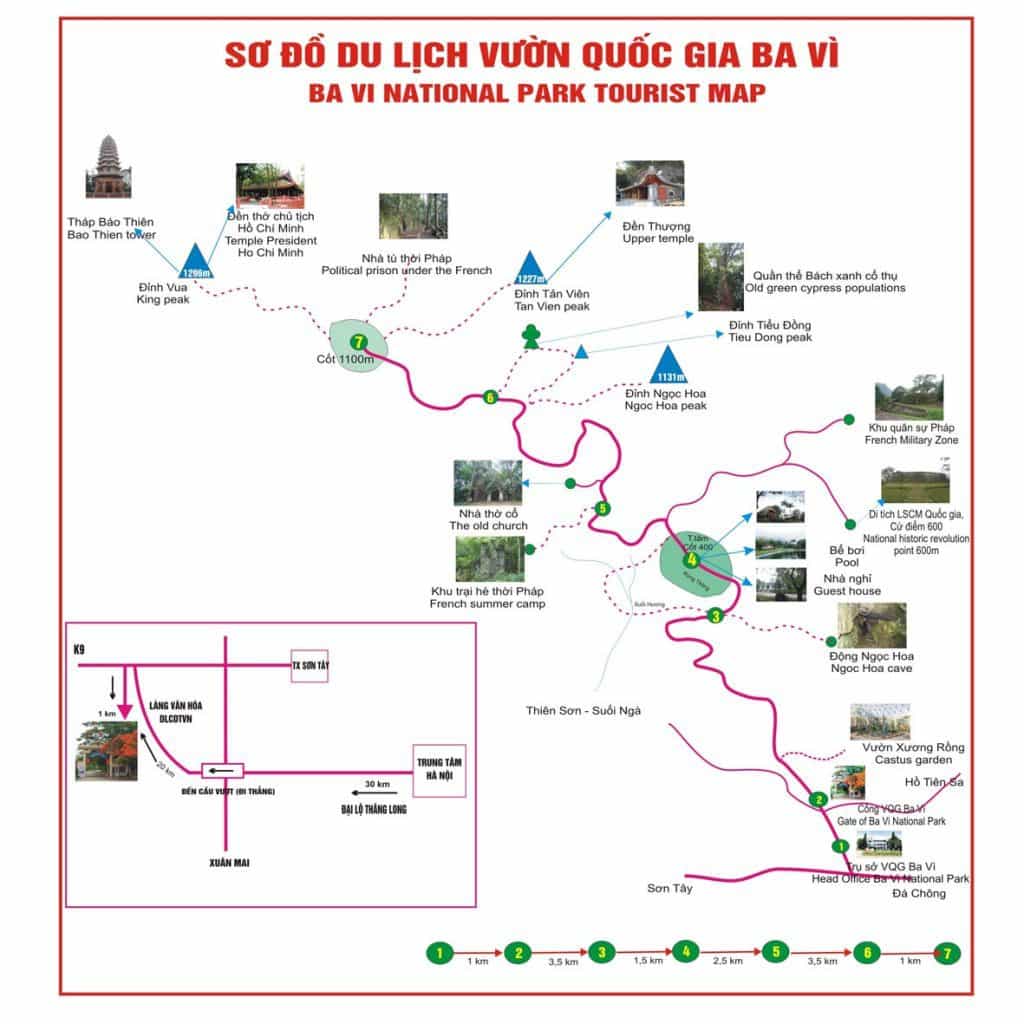 SƠ ĐỒ DU LỊCH VƯỜN QUỐC GIA BA VÌ
BA VI NATIONAL PARK TOURIST MAP
Tháp Bảo Thiên
Bao Thien tower
Đền thờ chủ tịch
Hồ Chí Minh
Temple President
Ho Chi Minh
1296m
Đỉnh Vua
King peak
Nhà tù thời Pháp
Political prison under the French
Đền Thượng
Upper temple
1227m
Đỉnh Tản Viên
Tan Vien peak
Quần thể Bách xanh cổ thụ
Old green cypress populations
Đỉnh Tiểu Đồng
Tieu Dong peak
7
Cốt 1100m
1131m
Đỉnh Ngọc Hoa
Ngoc Hoa peak
6
Khu quân sự Pháp
French Military Zone
Nhà thờ cổ
The old church
5
Di tích LSCM Quốc gia,
Cứ điểm 600
National historic revolution
point 600m
T.tâm
Cốt 400
4
Rừng Thông
Bể bơi
Pool
Nhà nghỉ
Guest house
Khu trại hè thời Pháp
French summer camp
Suối Hương
3
Động Ngọc Hoa
Ngoc Hoa cave
Thiên Sơn - Suối Ngà
Vườn Xương Rồng
Castus garden
Hồ Tiên Sa
2
Cổng VQG Ba Vì
Gate of Ba Vi National Park
1
Trụ sở VQG Ba Vì
Head Office Ba Vi National Park
Sơn Tây
Đá Chông
K9
TX SƠN TÂY
1 km
LÀNG VĂN HÓA
DLCDTVN
20 km
TRUNG TÂM
HÀ NỘI
30 km
ĐẾN CẦU VƯỢT (ĐI THẲNG)
ĐẠI LỘ THĂNG LONG
XUÂN MAI
1 2 3 4 5 6 7
1 km 3,5 km 1,5 km 2,5 km 3,5 km 1 km